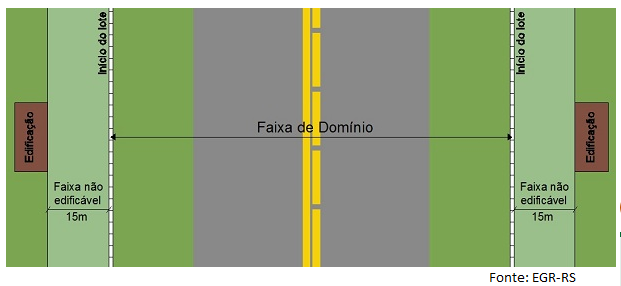 Início do lote
Início do lote
Faixa de Domínio
Edificação
Edificação
Faixa não
edificável
15m
Faixa não
edificável
15m
Fonte: EGR-RS